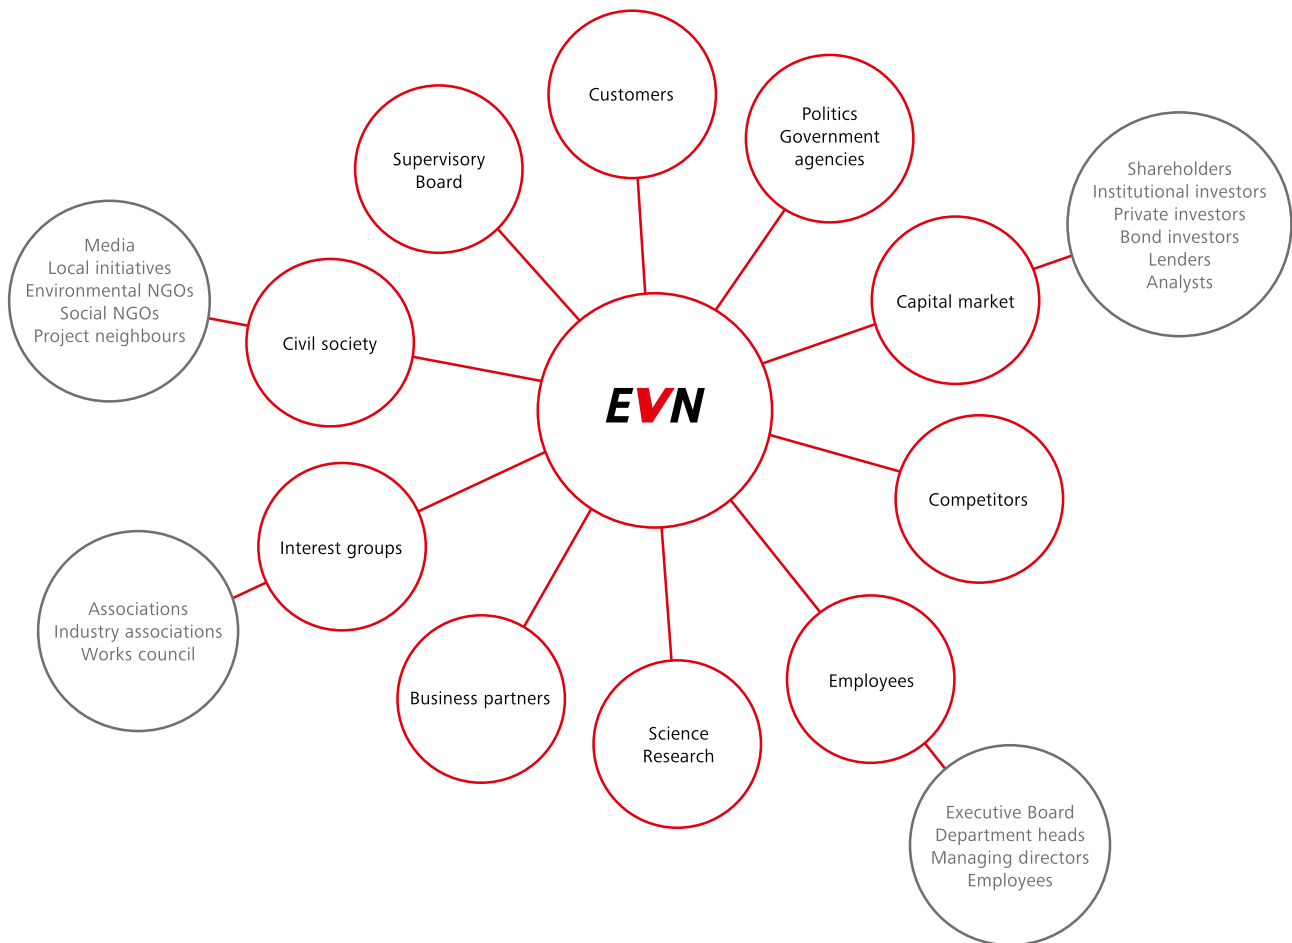 Customers
Politics
Government
agencies
Supervisory
Board
Shareholders
Institutional investors
Private investors
Bond investors
Lenders
Analysts
Media
Local initiatives
Environmental NGOs
Social NGOs
Project neighbours
Capital market
Civil society
EVN
Competitors
Interest groups
Associations
Industry associations
Works council
Employees
Business partners
Science
Research
Executive Board
Department heads
Managing directors
Employees